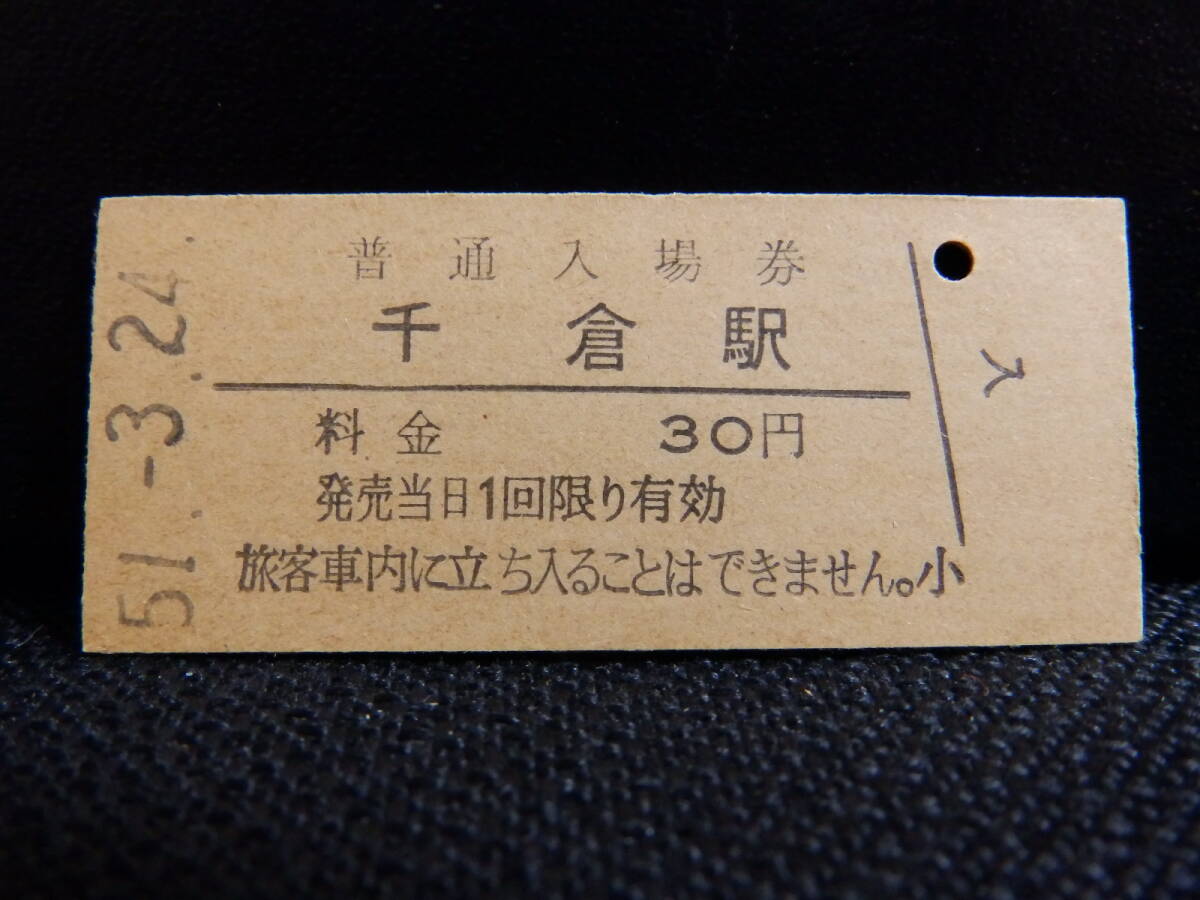 普通入場券
千倉駅
料金 30円
発売当日1回限り有効
旅客車内に立ち入ることはできません。小
51.-3.24.
入